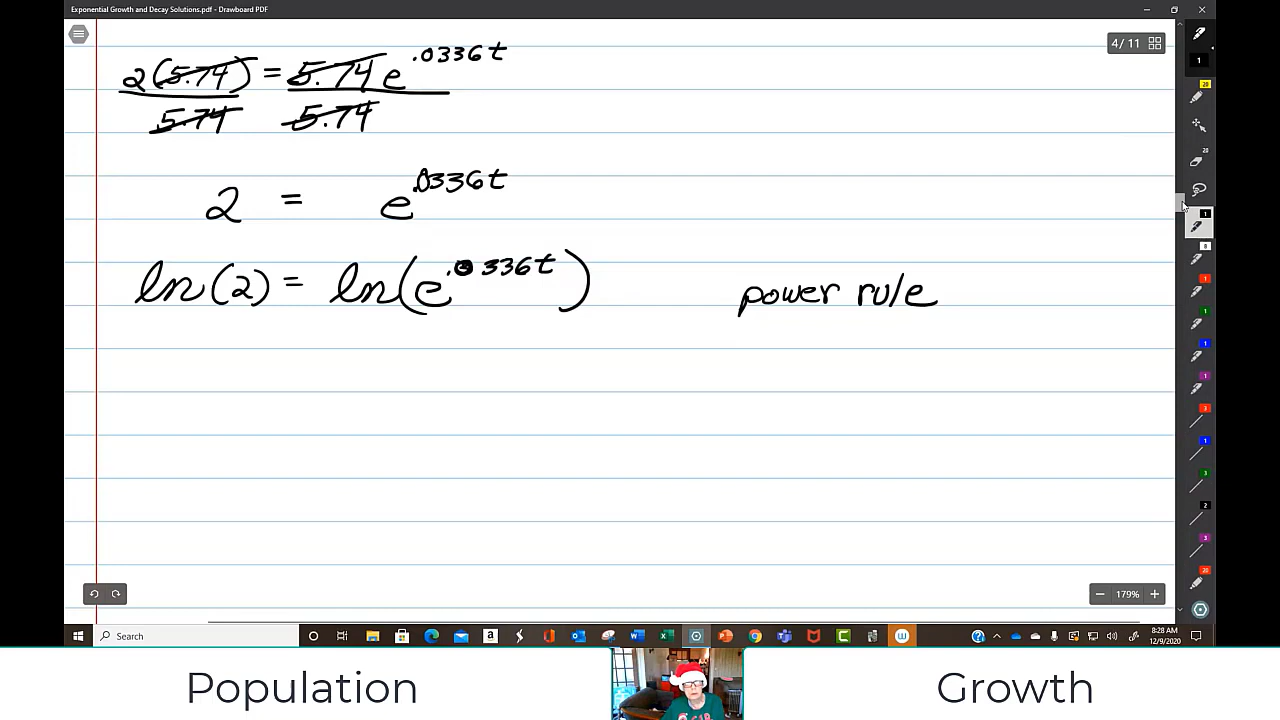 Exponential Growth and Decay Solutions.pdf - Drawboard PDF
4 / 11
2(5.74) = 5.74 e^.0336t
5.74 5.74
2 = e^.0336t
ln(2) = ln(e^.0336t)
power rule
179%
Search
8:28 AM
12/9/2020
Population
Growth